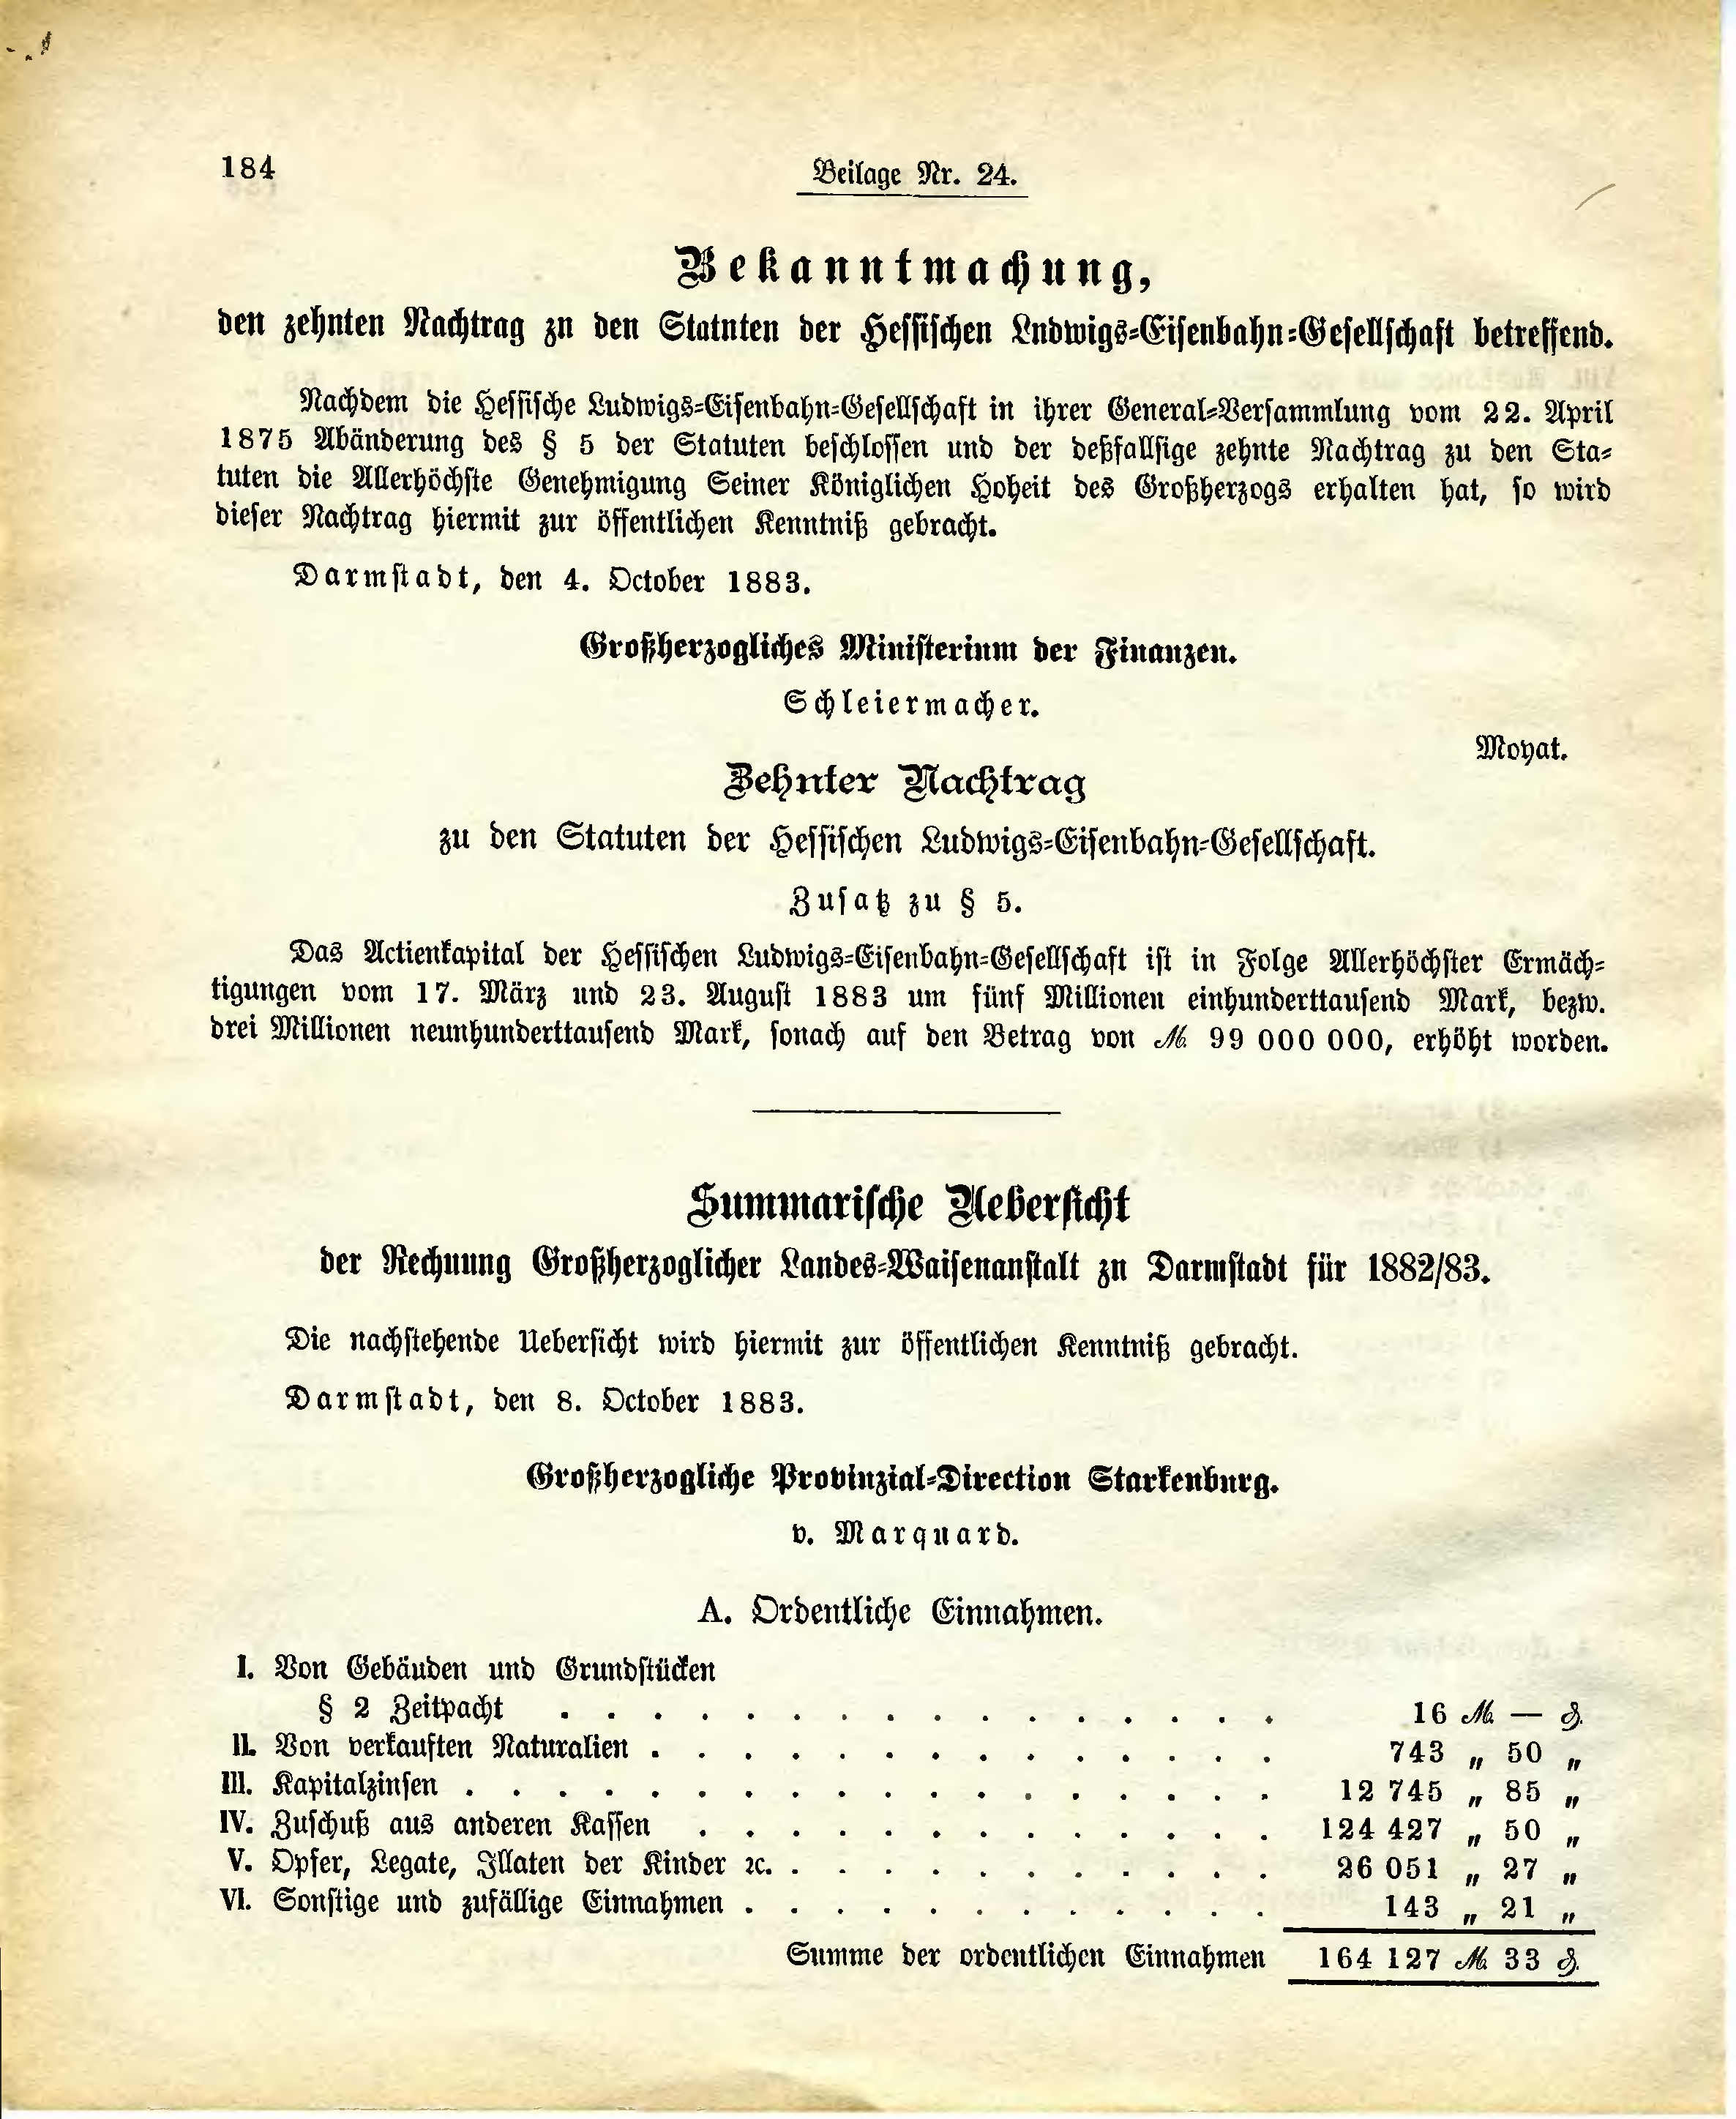 184
Beilage Nr. 24.
Bekanntmachung,
den zehnten Nachtrag zu den Statuten der Hessischen Ludwigs-Eisenbahn-Gesellschaft betreffend.
Nachdem die Hessische Ludwigs-Eisenbahn-Gesellschaft in ihrer General-Versammlung vom 22. April
1875 Abänderung des § 5 der Statuten beschlossen und der deßfallsige zehnte Nachtrag zu den Sta-
tuten die Allerhöchste Genehmigung Seiner Königlichen Hoheit des Großherzogs erhalten hat, so wird
dieser Nachtrag hiermit zur öffentlichen Kenntniß gebracht.
Darmstadt, den 4. October 1883.
Großherzogliches Ministerium der Finanzen.
Schleiermacher.
Moyat.
Zehnter Nachtrag
zu den Statuten der Hessischen Ludwigs-Eisenbahn-Gesellschaft.
Zusatz zu § 5.
Das Actienkapital der Hessischen Ludwigs-Eisenbahn-Gesellschaft ist in Folge Allerhöchster Ermäch-
tigungen vom 17. März und 23. August 1883 um fünf Millionen einhunderttausend Mark, bezw.
drei Millionen neunhunderttausend Mark, sonach auf den Betrag von M. 99 000 000, erhöht worden.
Summarische Uebersicht
der Rechnung Großherzoglicher Landes-Waisenanstalt zu Darmstadt für 1882/83.
Die nachstehende Uebersicht wird hiermit zur öffentlichen Kenntniß gebracht.
Darmstadt, den 8. October 1883.
Großherzogliche Provinzial-Direction Starkenburg.
v. Marquard.
A. Ordentliche Einnahmen.
I. Von Gebäuden und Grundstücken
§ 2 Zeitpacht . . . . . . . . . . . . . . . . 16 M. — ₰.
II. Von verkauften Naturalien . . . . . . . . . . . . . . 743 „ 50 „
III. Kapitalzinsen . . . . . . . . . . . . . . . . . . 12 745 „ 85 „
IV. Zuschuß aus anderen Kassen . . . . . . . . . . . . . 124 427 „ 50 „
V. Opfer, Legate, Illaten der Kinder ꝛc. . . . . . . . . . . . 26 051 „ 27 „
VI. Sonstige und zufällige Einnahmen . . . . . . . . . . . . 143 „ 21 „
Summe der ordentlichen Einnahmen 164 127 M. 33 ₰.